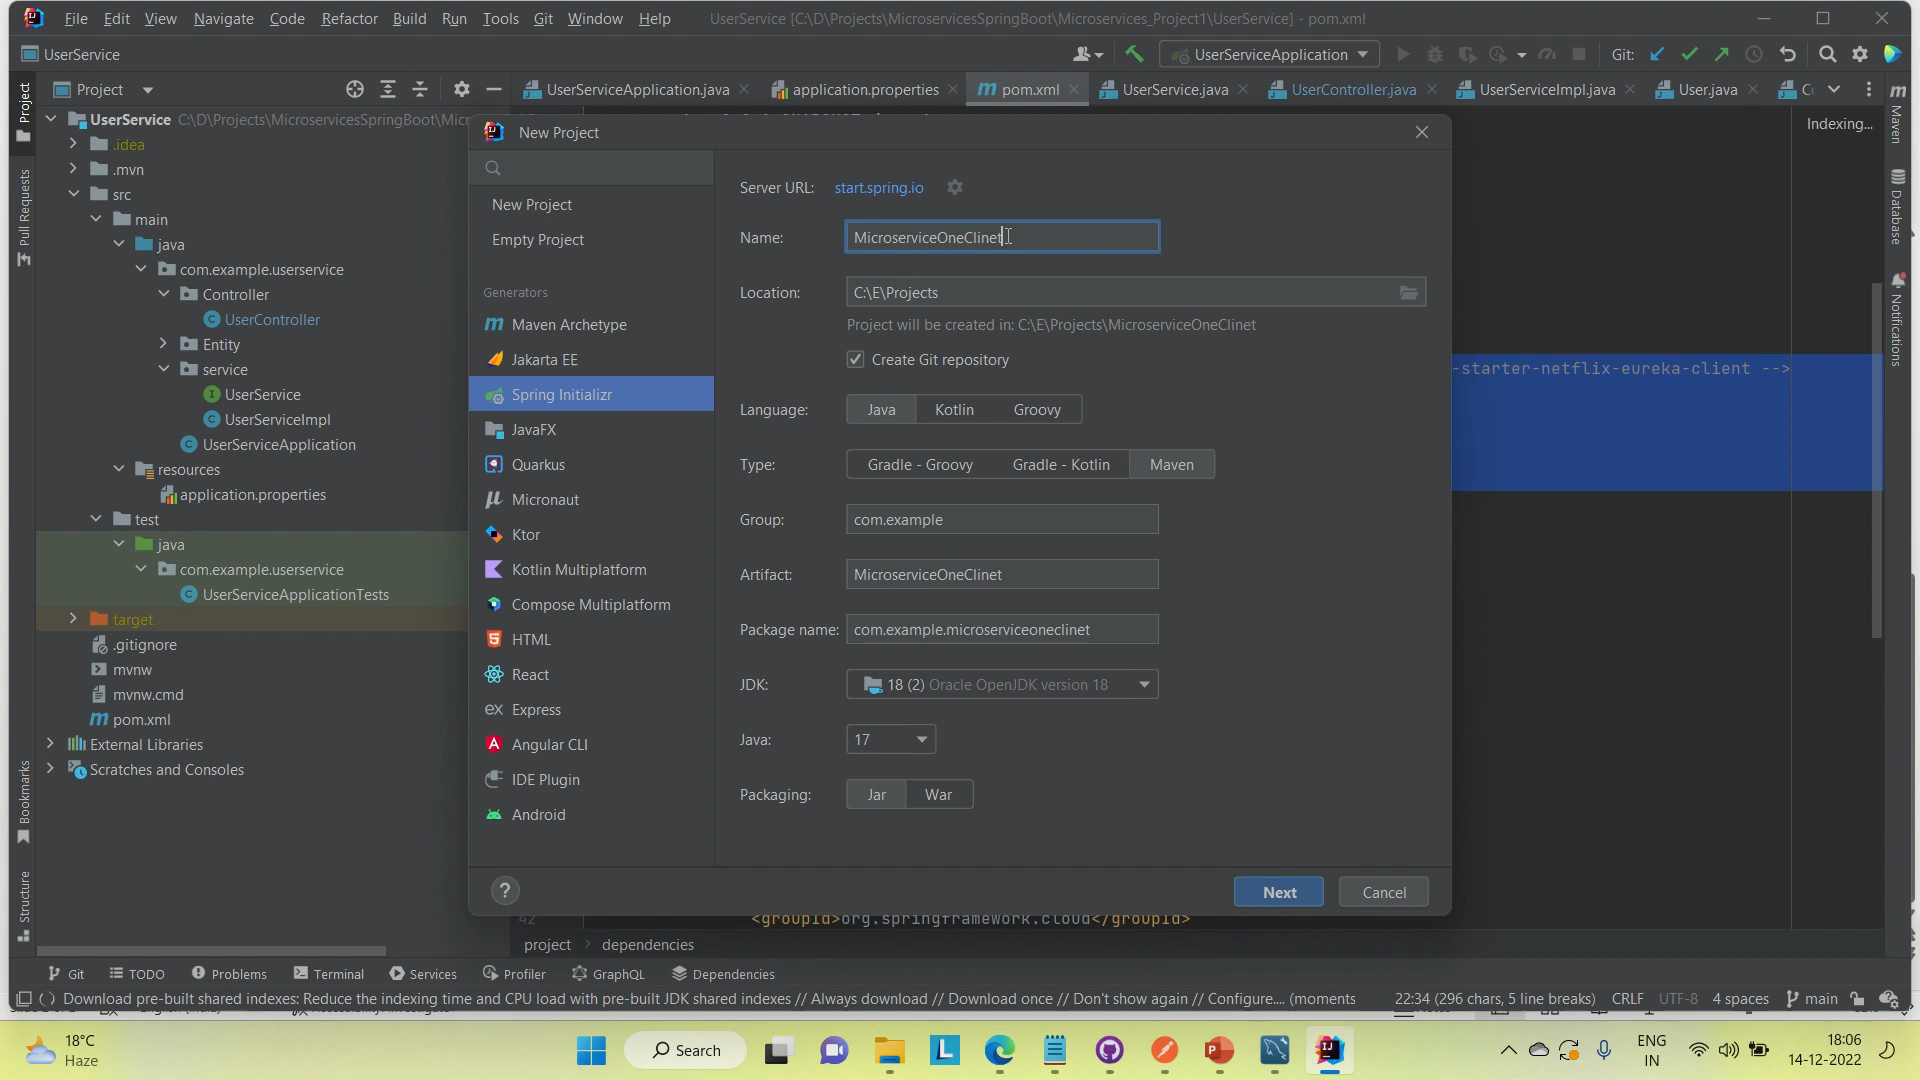 File Edit View Navigate Code Refactor Build Run Tools Git Window Help UserService [C:\D\Projects\MicroservicesSpringBoot\Microservices_Project1\UserService] - pom.xml
UserService UserServiceApplication Git:
Project UserServiceApplication.java application.properties pom.xml UserService.java UserController.java UserServiceImpl.java User.java
UserService C:\D\Projects\MicroservicesSpringBoot\Micr
Indexing...
.idea
.mvn
src
main
java
com.example.userservice
Controller
UserController
Entity
service
UserService
UserServiceImpl
UserServiceApplication
resources
application.properties
test
java
com.example.userservice
UserServiceApplicationTests
target
.gitignore
mvnw
mvnw.cmd
pom.xml
External Libraries
Scratches and Consoles
Project
Pull Requests
Bookmarks
Structure
New Project
New Project
Empty Project
Generators
Maven Archetype
Jakarta EE
Spring Initializr
JavaFX
Quarkus
Micronaut
Ktor
Kotlin Multiplatform
Compose Multiplatform
HTML
React
Express
Angular CLI
IDE Plugin
Android
Server URL: start.spring.io
Name: MicroserviceOneClinet
Location: C:\E\Projects
Project will be created in: C:\E\Projects\MicroserviceOneClinet
Create Git repository
Language: Java Kotlin Groovy
Type: Gradle - Groovy Gradle - Kotlin Maven
Group: com.example
Artifact: MicroserviceOneClinet
Package name: com.example.microserviceoneclinet
JDK: 18 (2) Oracle OpenJDK version 18
Java: 17
Packaging: Jar War
? Next Cancel
-starter-netflix-eureka-client -->
42 <groupId>org.springframework.cloud</groupId>
project > dependencies
Maven
Database
Notifications
Git TODO Problems Terminal Services Profiler GraphQL Dependencies
Download pre-built shared indexes: Reduce the indexing time and CPU load with pre-built JDK shared indexes // Always download // Download once // Don't show again // Configure.... (moments 22:34 (296 chars, 5 line breaks) CRLF UTF-8 4 spaces main
18°C
Haze
Search
ENG
IN
18:06
14-12-2022